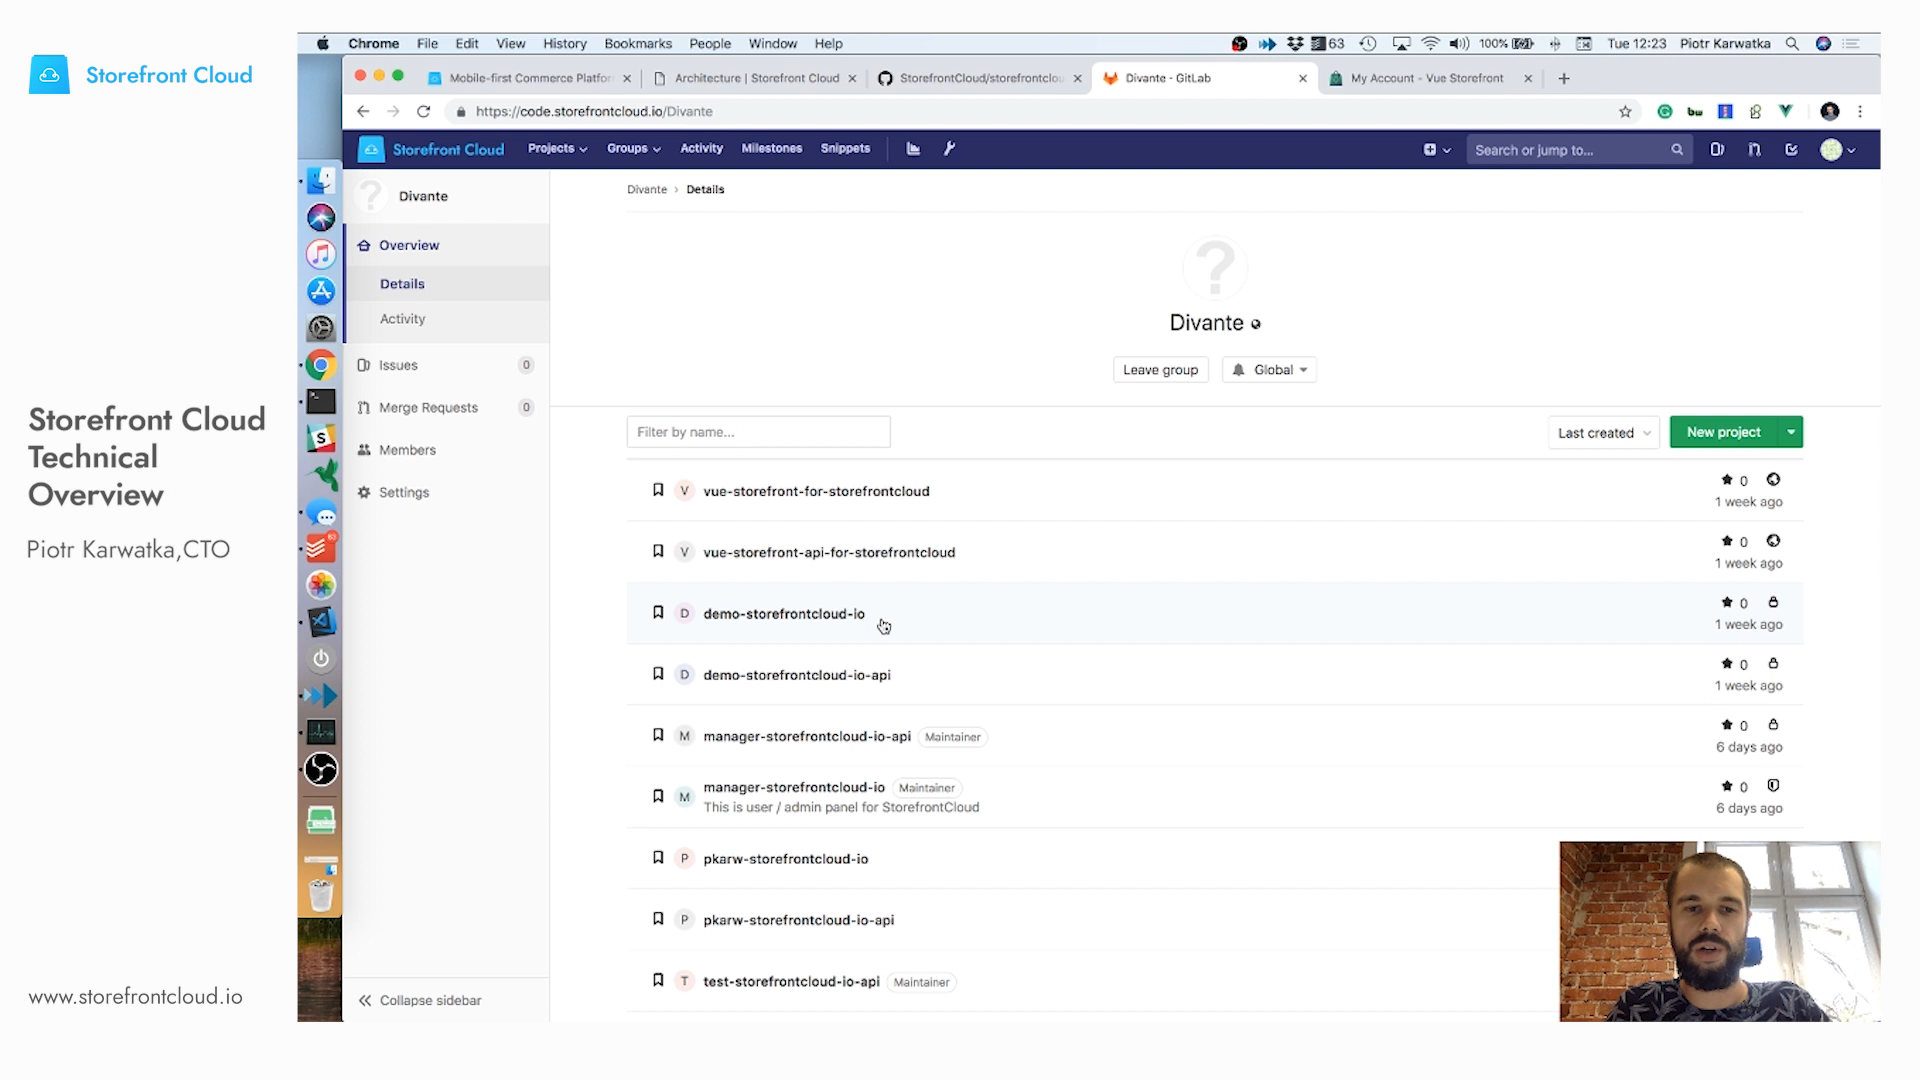 Storefront Cloud
Storefront Cloud
Technical
Overview
Piotr Karwatka,CTO
www.storefrontcloud.io
Chrome File Edit View History Bookmarks People Window Help
63 100% Tue 12:23 Piotr Karwatka
Mobile-first Commerce Platfor
Architecture | Storefront Cloud
StorefrontCloud/storefrontclou
Divante · GitLab
My Account - Vue Storefront
https://code.storefrontcloud.io/Divante
Storefront Cloud Projects Groups Activity Milestones Snippets
Search or jump to...
Divante
Overview
Details
Activity
Issues 0
Merge Requests 0
Members
Settings
Collapse sidebar
Divante > Details
?
Divante
Leave group Global
Filter by name...
Last created New project
V vue-storefront-for-storefrontcloud 0
1 week ago
V vue-storefront-api-for-storefrontcloud 0
1 week ago
D demo-storefrontcloud-io 0
1 week ago
D demo-storefrontcloud-io-api 0
1 week ago
M manager-storefrontcloud-io-api Maintainer 0
6 days ago
M manager-storefrontcloud-io Maintainer 0
This is user / admin panel for StorefrontCloud 6 days ago
P pkarw-storefrontcloud-io
P pkarw-storefrontcloud-io-api
T test-storefrontcloud-io-api Maintainer